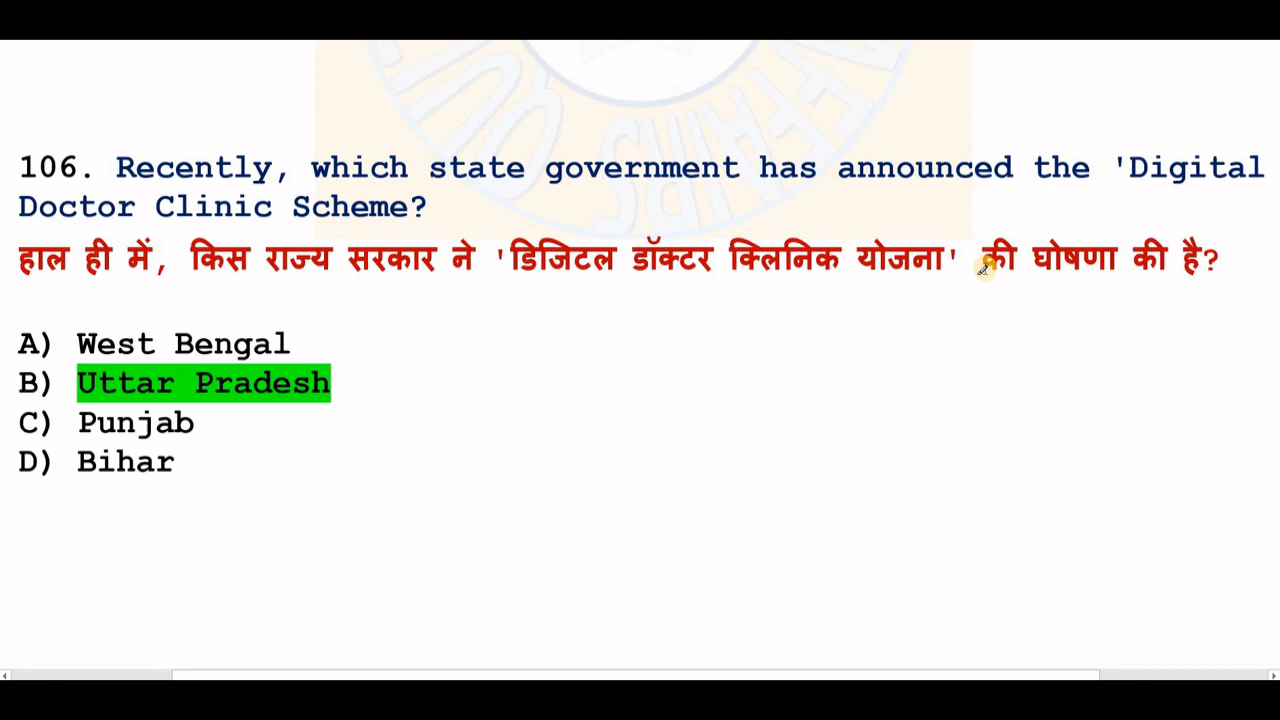 106. Recently, which state government has announced the 'Digital
Doctor Clinic Scheme?
हाल ही में, किस राज्य सरकार ने 'डिजिटल डॉक्टर क्लिनिक योजना' की घोषणा की है?
A) West Bengal
B) Uttar Pradesh
C) Punjab
D) Bihar